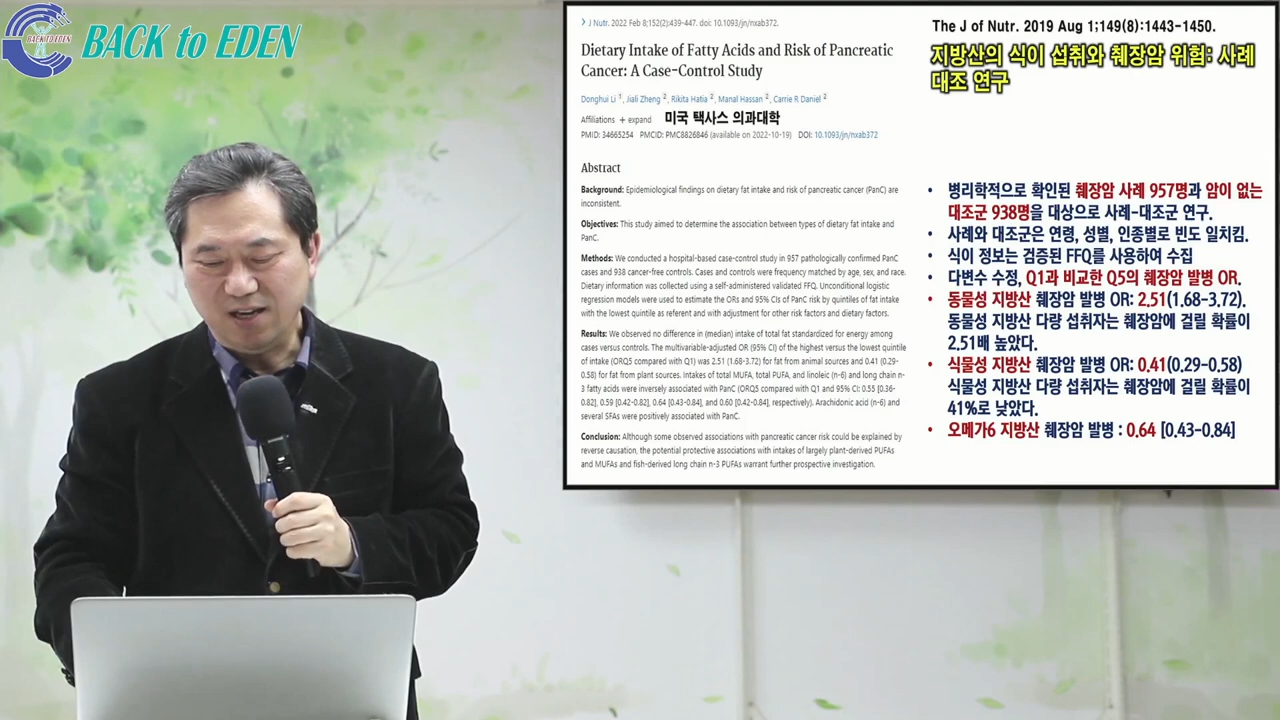 BACK TO EDEN
BACK to EDEN
J Nutr. 2022 Feb 8;152(2):439-447. doi: 10.1093/jn/nxab372.
Dietary Intake of Fatty Acids and Risk of Pancreatic
Cancer: A Case-Control Study
Donghui Li 1, Jiali Zheng 2, Rikita Hatia 2, Manal Hassan 2, Carrie R Daniel 2
Affiliations + expand 미국 택사스 의과대학
PMID: 34665254 PMCID: PMC8826846 (available on 2022-10-19) DOI: 10.1093/jn/nxab372
Abstract
Background: Epidemiological findings on dietary fat intake and risk of pancreatic cancer (PanC) are
inconsistent.
Objectives: This study aimed to determine the association between types of dietary fat intake and
PanC.
Methods: We conducted a hospital-based case-control study in 957 pathologically confirmed PanC
cases and 938 cancer-free controls. Cases and controls were frequency matched by age, sex, and race.
Dietary information was collected using a self-administered validated FFQ. Unconditional logistic
regression models were used to estimate the ORs and 95% CIs of PanC risk by quintiles of fat intake
with the lowest quintile as referent and with adjustment for other risk factors and dietary factors.
Results: We observed no difference in (median) intake of total fat standardized for energy among
cases versus controls. The multivariable-adjusted OR (95% CI) of the highest versus the lowest quintile
of intake (ORQ5 compared with Q1) was 2.51 (1.68-3.72) for fat from animal sources and 0.41 (0.29-
0.58) for fat from plant sources. Intakes of total MUFA, total PUFA, and linoleic (n-6) and long chain n-
3 fatty acids were inversely associated with PanC (ORQ5 compared with Q1 and 95% CI: 0.55 [0.36-
0.82], 0.59 [0.42-0.82], 0.64 [0.43-0.84], and 0.60 [0.42-0.84], respectively). Arachidonic acid (n-6) and
several SFAs were positively associated with PanC.
Conclusion: Although some observed associations with pancreatic cancer risk could be explained by
reverse causation, the potential protective associations with intakes of largely plant-derived PUFAs
and MUFAs and fish-derived long chain n-3 PUFAs warrant further prospective investigation.
The J of Nutr. 2019 Aug 1;149(8):1443-1450.
지방산의 식이 섭취와 췌장암 위험: 사례
대조 연구
• 병리학적으로 확인된 췌장암 사례 957명과 암이 없는
대조군 938명을 대상으로 사례-대조군 연구.
• 사례와 대조군은 연령, 성별, 인종별로 빈도 일치킴.
• 식이 정보는 검증된 FFQ를 사용하여 수집
• 다변수 수정, Q1과 비교한 Q5의 췌장암 발병 OR.
• 동물성 지방산 췌장암 발병 OR: 2.51(1.68-3.72).
동물성 지방산 다량 섭취자는 췌장암에 걸릴 확률이
2.51배 높았다.
• 식물성 지방산 췌장암 발병 OR: 0.41(0.29-0.58)
식물성 지방산 다량 섭취자는 췌장암에 걸릴 확률이
41%로 낮았다.
• 오메가6 지방산 췌장암 발병 : 0.64 [0.43-0.84]